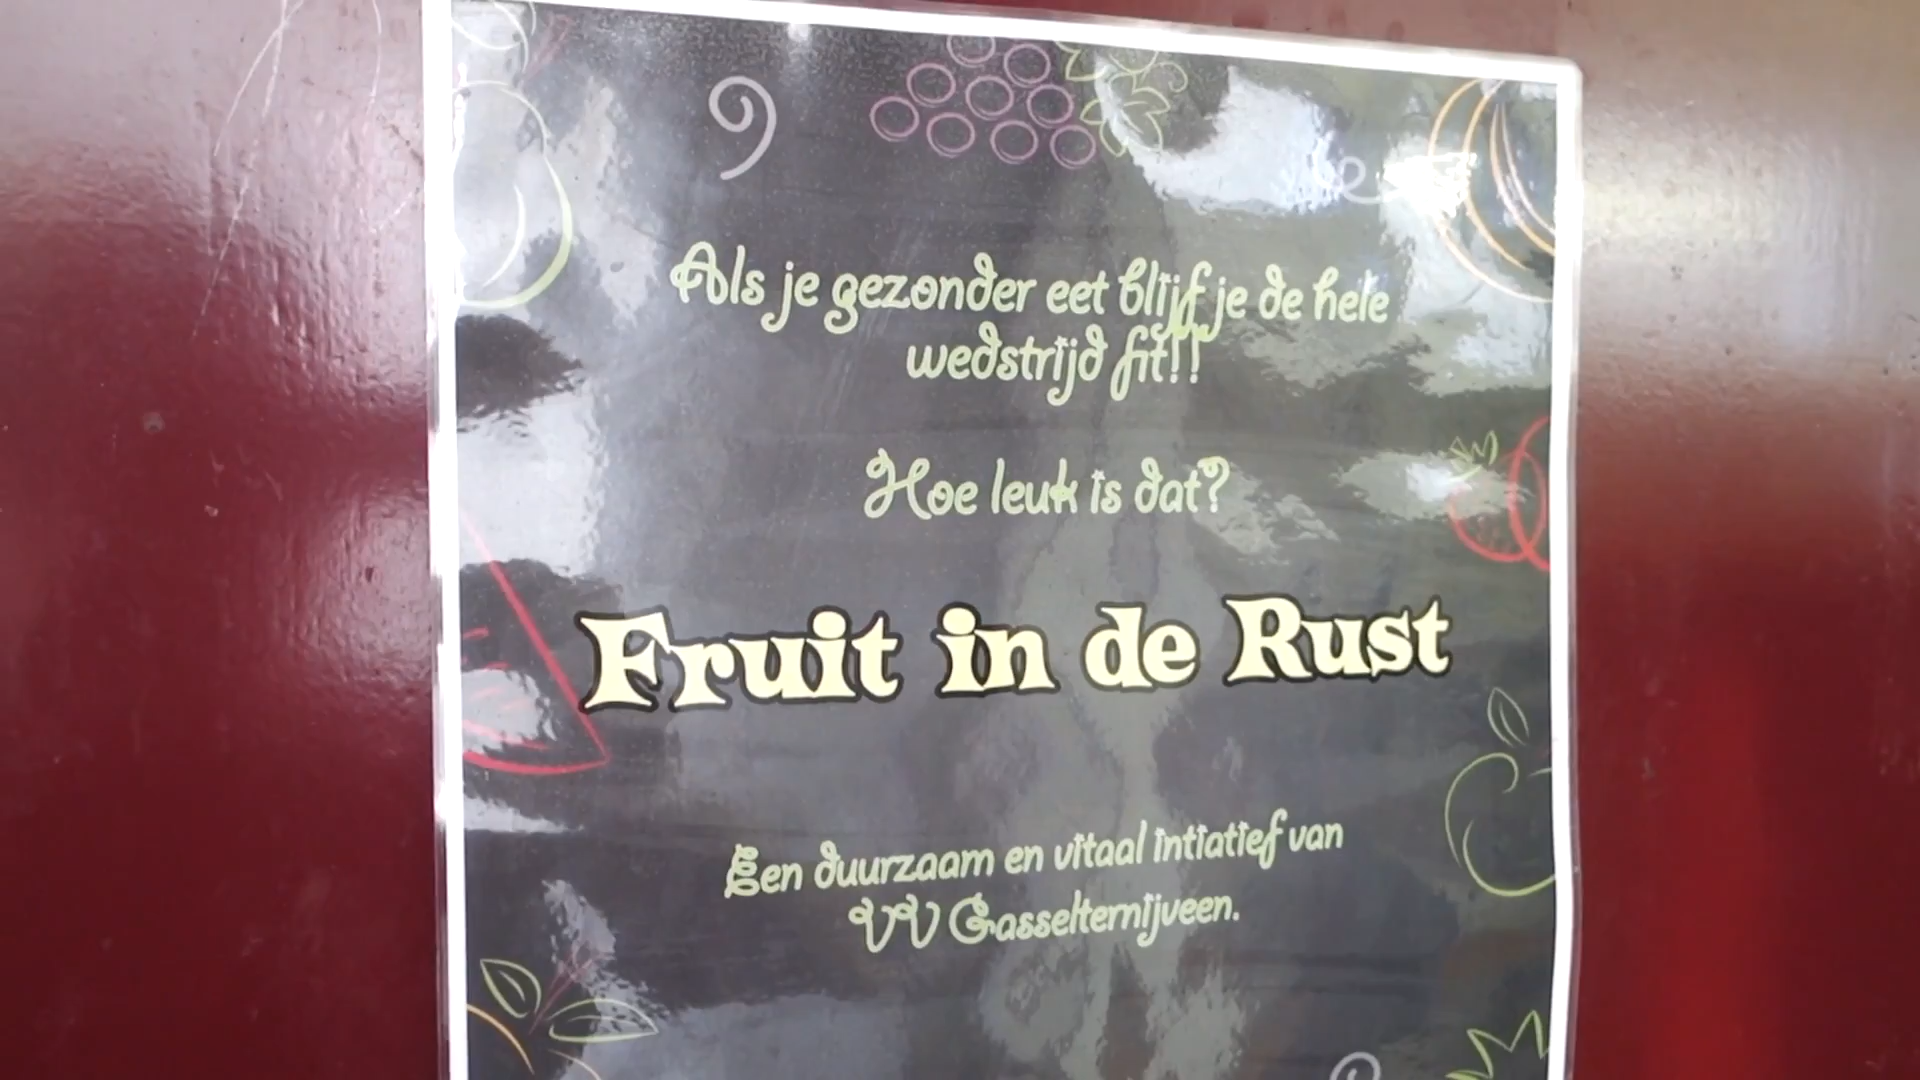 Als je gezonder eet blijf je de hele
wedstrijd fit!!
Hoe leuk is dat?
Fruit in de Rust
Een duurzaam en vitaal intiatief van
VV Gasselternijveen.